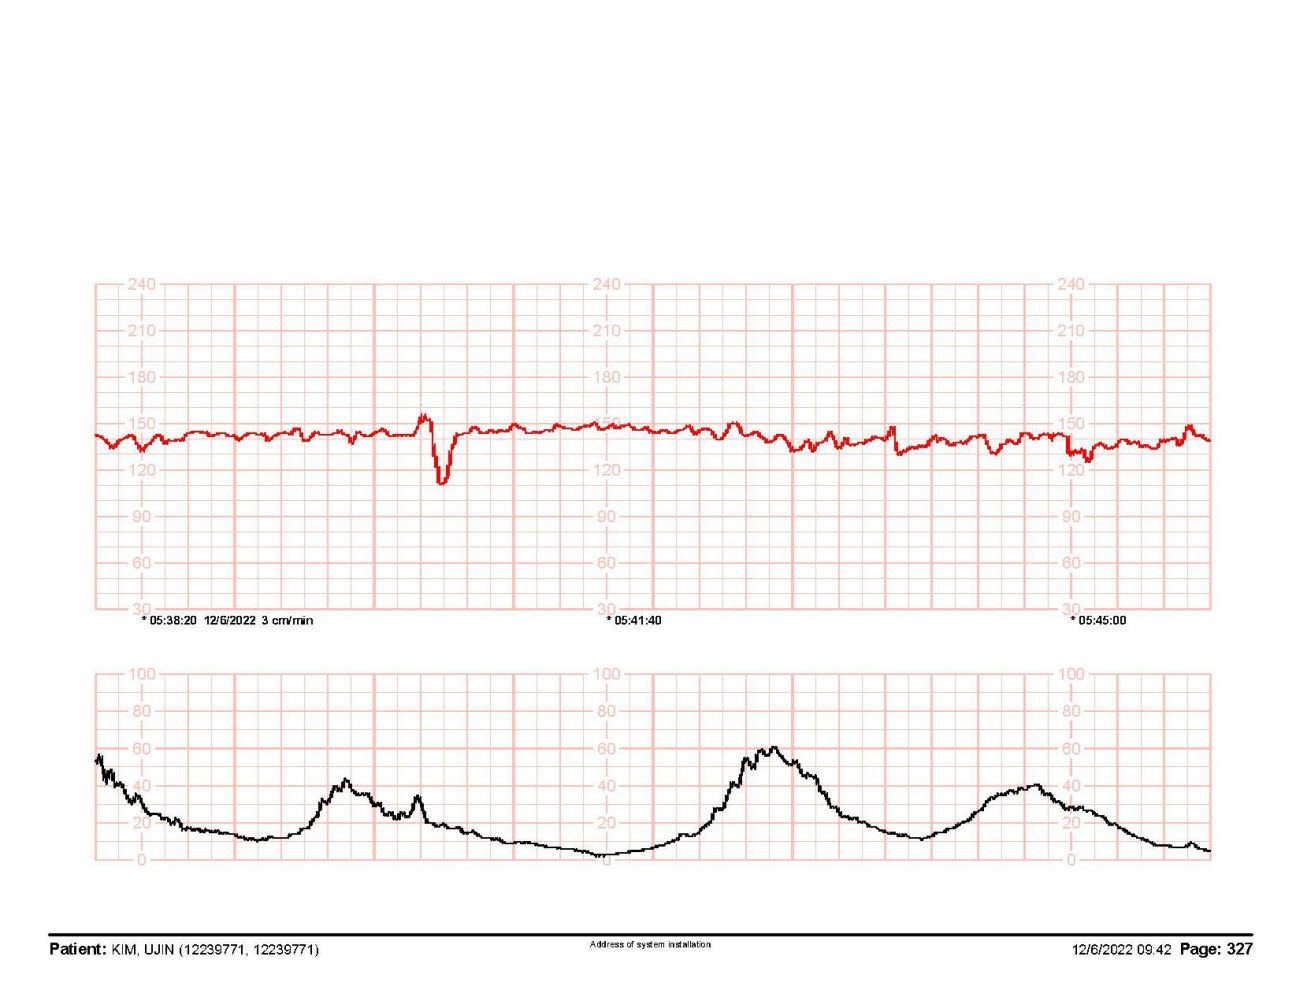 240 240 240
210 210 210
180 180 180
150 150 150
120 120 120
90 90 90
60 60 60
30 30 30
* 05:38:20 12/6/2022 3 cm/min * 05:41:40 * 05:45:00
100 100 100
80 80 80
60 60 60
40 40 40
20 20 20
0 0 0
Patient: KIM, UJIN (12239771, 12239771) Address of system installation 12/6/2022 09:42 Page: 327